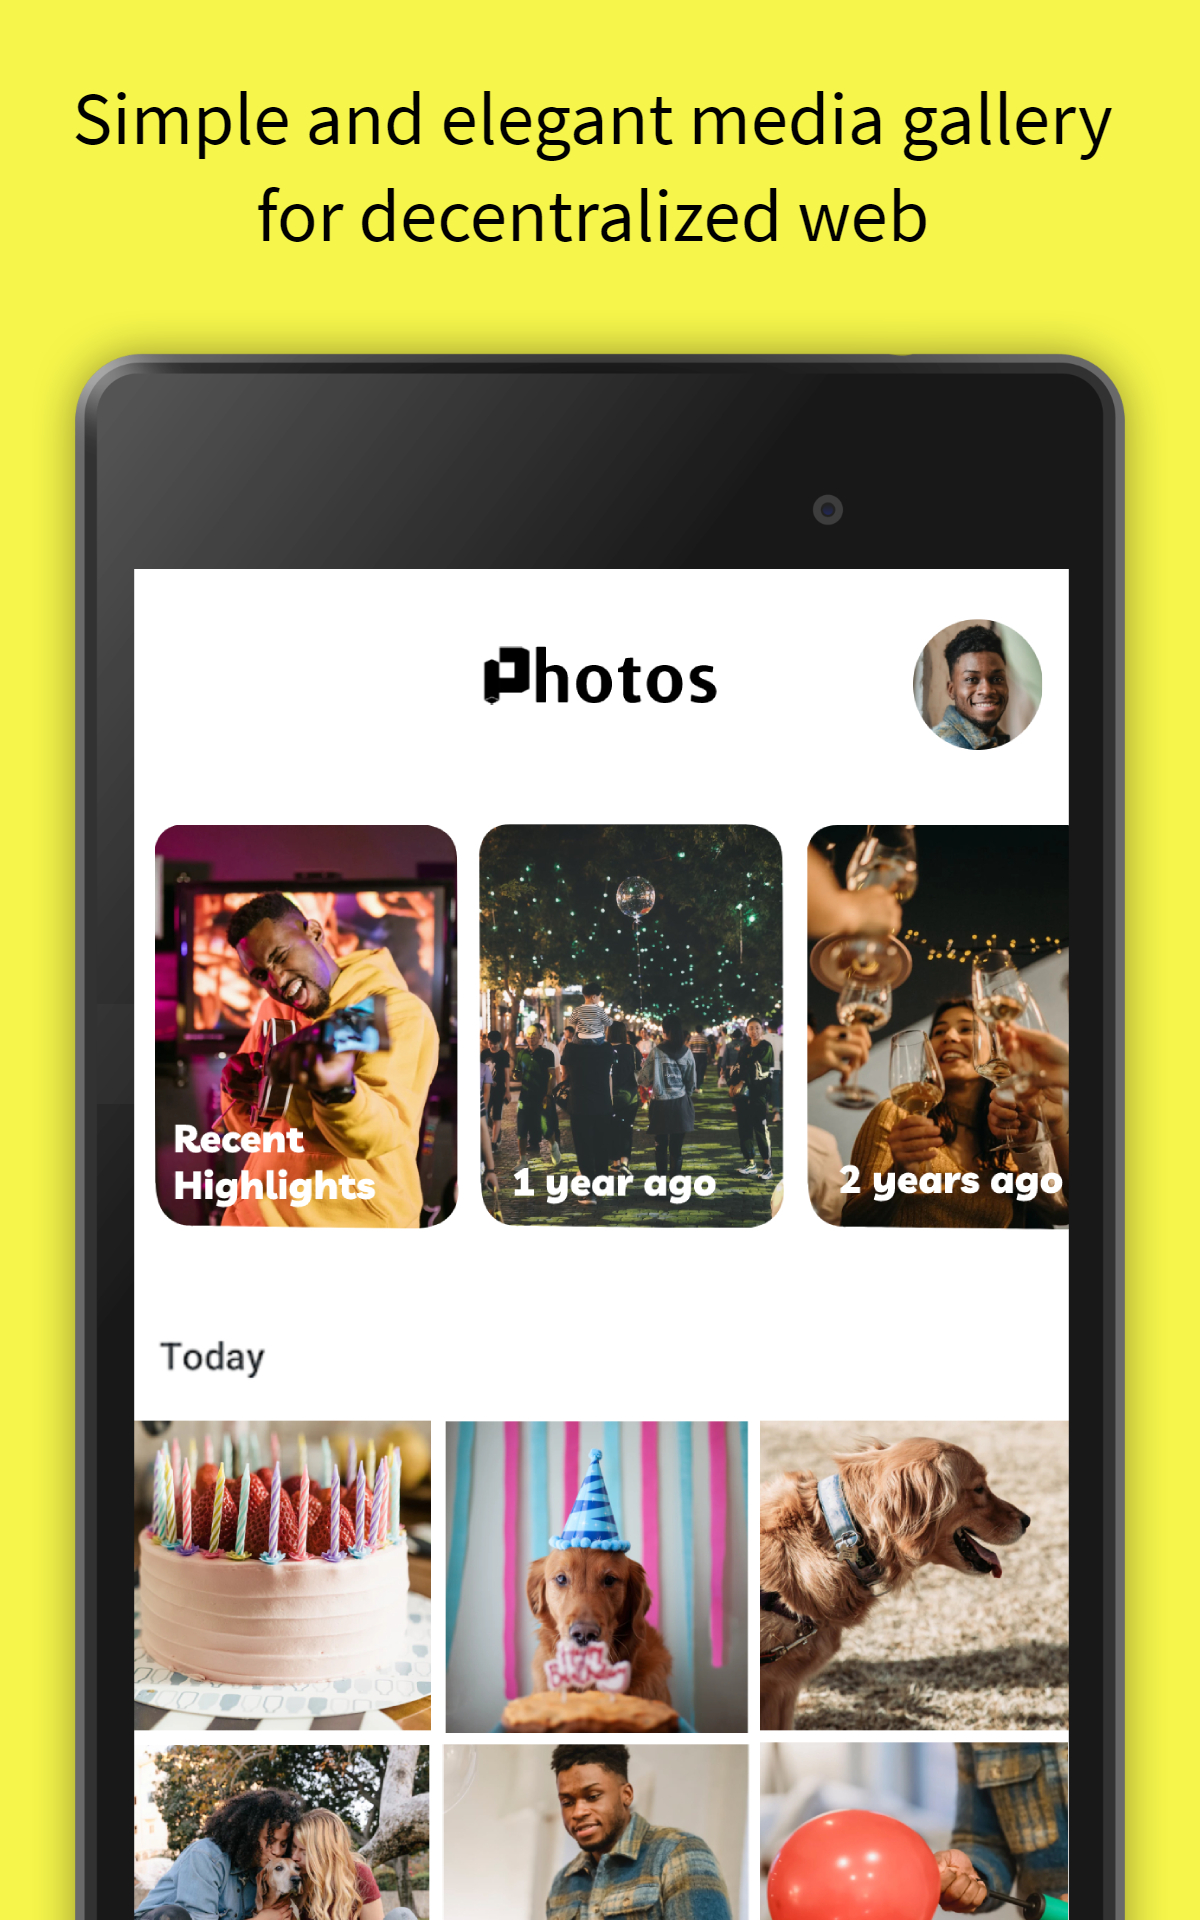 Simple and elegant media gallery
for decentralized web
Photos
Recent
Highlights
1 year ago
2 years ago
Today